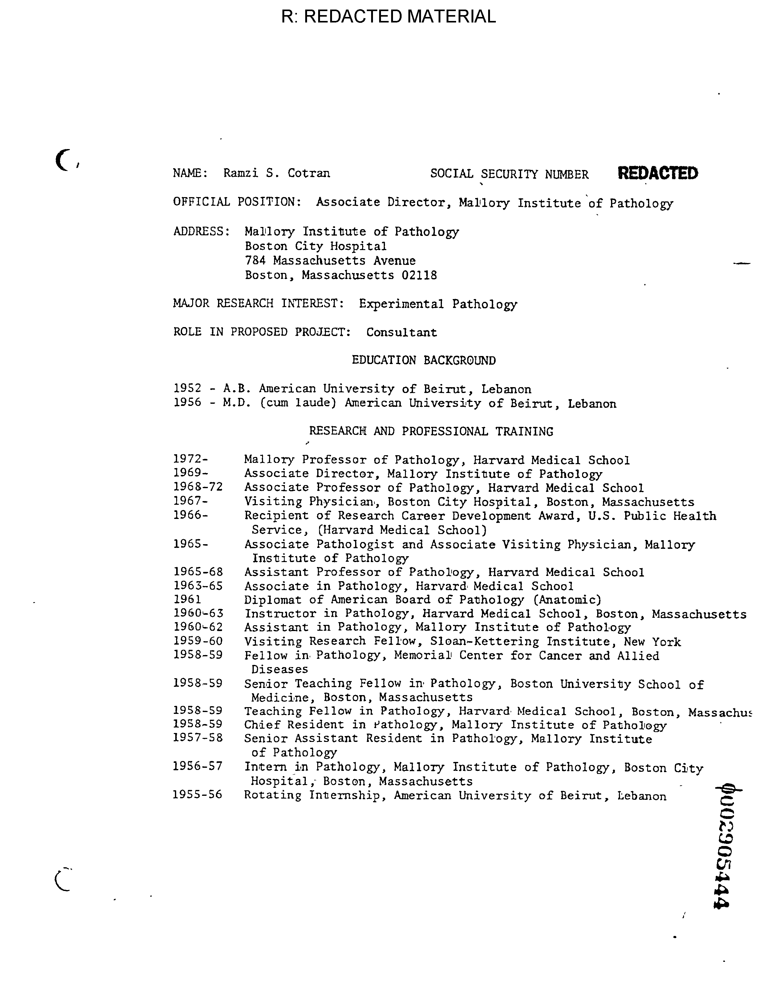 R: REDACTED MATERIAL
NAME: Ramzi S. Cotran SOCIAL SECURITY NUMBER REDACTED
OFFICIAL POSITION: Associate Director, Mallory Institute of Pathology
ADDRESS: Mallory Institute of Pathology
Boston City Hospital
784 Massachusetts Avenue
Boston, Massachusetts 02118
MAJOR RESEARCH INTEREST: Experimental Pathology
ROLE IN PROPOSED PROJECT: Consultant
EDUCATION BACKGROUND
1952 - A.B. American University of Beirut, Lebanon
1956 - M.D. (cum laude) American University of Beirut, Lebanon
RESEARCH AND PROFESSIONAL TRAINING
1972- Mallory Professor of Pathology, Harvard Medical School
1969- Associate Director, Mallory Institute of Pathology
1968-72 Associate Professor of Pathology, Harvard Medical School
1967- Visiting Physician, Boston City Hospital, Boston, Massachusetts
1966- Recipient of Research Career Development Award, U.S. Public Health
Service, (Harvard Medical School)
1965- Associate Pathologist and Associate Visiting Physician, Mallory
Institute of Pathology
1965-68 Assistant Professor of Pathology, Harvard Medical School
1963-65 Associate in Pathology, Harvard Medical School
1961 Diplomat of American Board of Pathology (Anatomic)
1960-63 Instructor in Pathology, Harvard Medical School, Boston, Massachusetts
1960-62 Assistant in Pathology, Mallory Institute of Pathology
1959-60 Visiting Research Fellow, Sloan-Kettering Institute, New York
1958-59 Fellow in Pathology, Memorial Center for Cancer and Allied
Diseases
1958-59 Senior Teaching Fellow in Pathology, Boston University School of
Medicine, Boston, Massachusetts
1958-59 Teaching Fellow in Pathology, Harvard Medical School, Boston, Massachus
1958-59 Chief Resident in Pathology, Mallory Institute of Pathology
1957-58 Senior Assistant Resident in Pathology, Mallory Institute
of Pathology
1956-57 Intern in Pathology, Mallory Institute of Pathology, Boston City
Hospital, Boston, Massachusetts
1955-56 Rotating Internship, American University of Beirut, Lebanon
0002905444